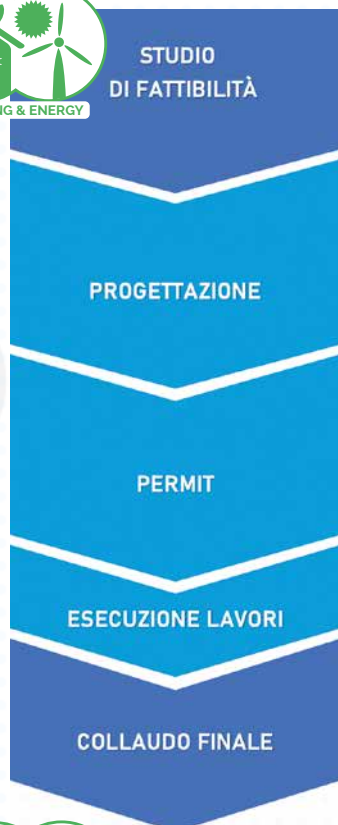 STUDIO
DI FATTIBILITÀ
& ENERGY
PROGETTAZIONE
PERMIT
ESECUZIONE LAVORI
COLLAUDO FINALE